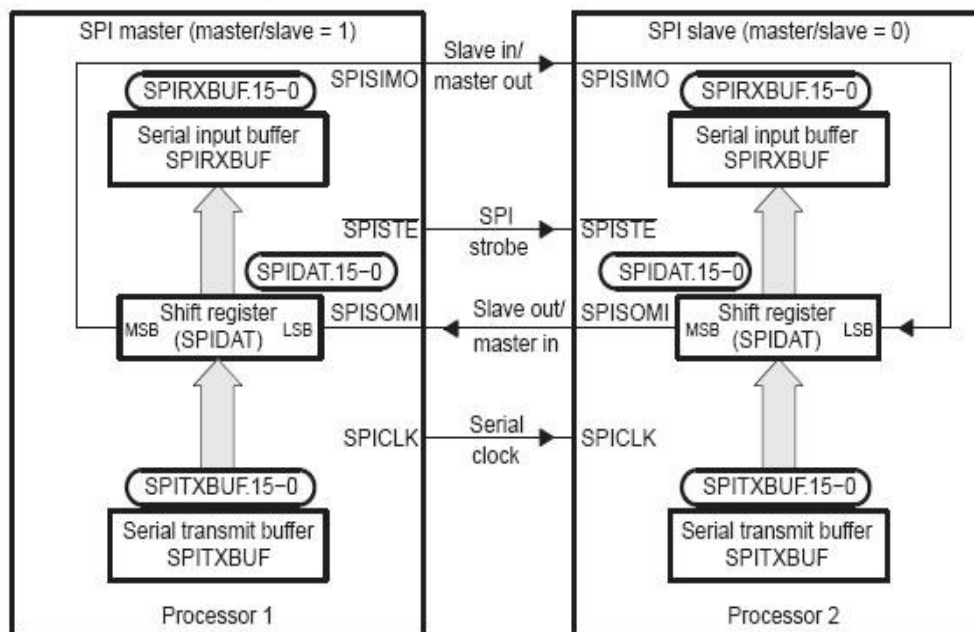 SPI master (master/slave = 1)
SPIRXBUF.15−0
Serial input buffer
SPIRXBUF
SPISIMO
SPISTE
SPIDAT.15−0
MSB
Shift register
(SPIDAT)
LSB
SPISOMI
SPICLK
SPITXBUF.15−0
Serial transmit buffer
SPITXBUF
Processor 1
Slave in/
master out
SPI
strobe
Slave out/
master in
Serial
clock
SPI slave (master/slave = 0)
SPISIMO
SPIRXBUF.15−0
Serial input buffer
SPIRXBUF
SPISTE
SPIDAT.15−0
SPISOMI
MSB
Shift register
(SPIDAT)
LSB
SPICLK
SPITXBUF.15−0
Serial transmit buffer
SPITXBUF
Processor 2